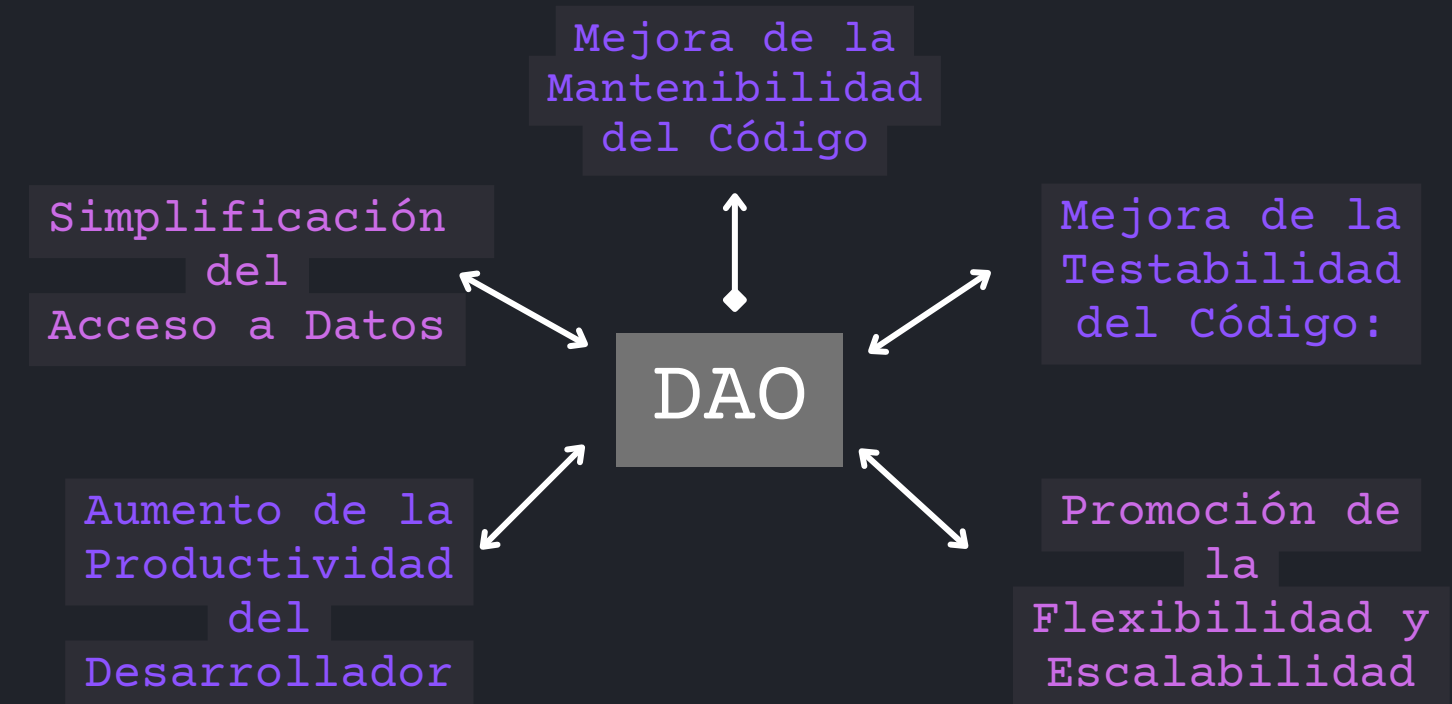 Mejora de la
Mantenibilidad
del Código
Simplificación
del
Acceso a Datos
Mejora de la
Testabilidad
del Código:
DAO
Aumento de la
Productividad
del
Desarrollador
Promoción de
la
Flexibilidad y
Escalabilidad